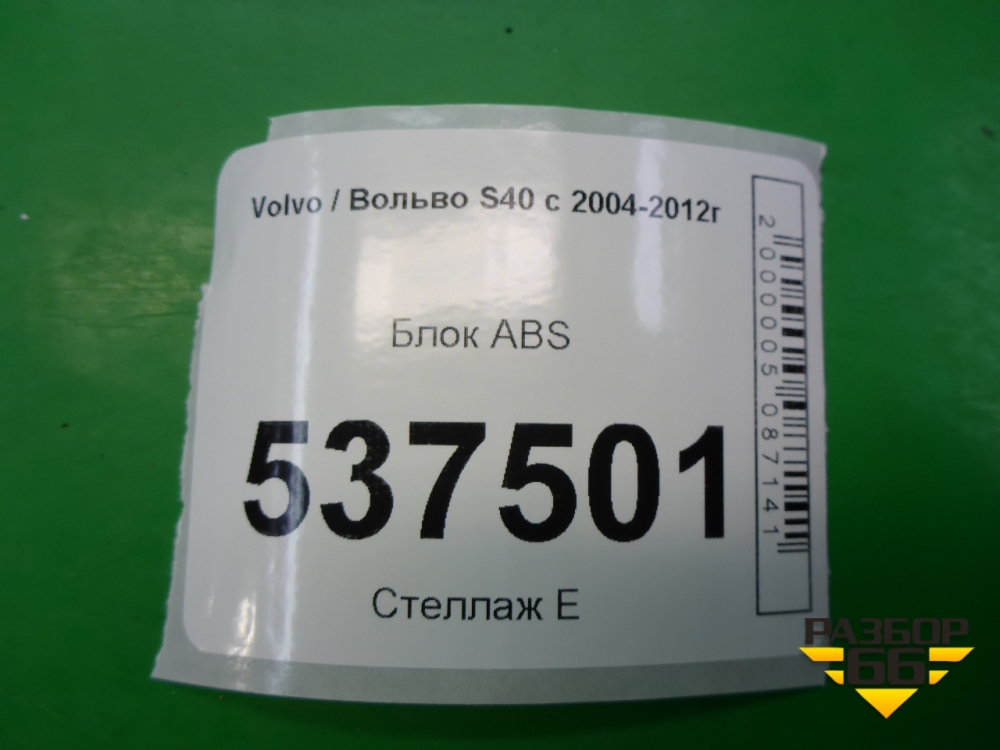 Volvo / Вольво S40 с 2004-2012г
Блок ABS
537501
Стеллаж Е
2000005087141
РАЗБОР
66